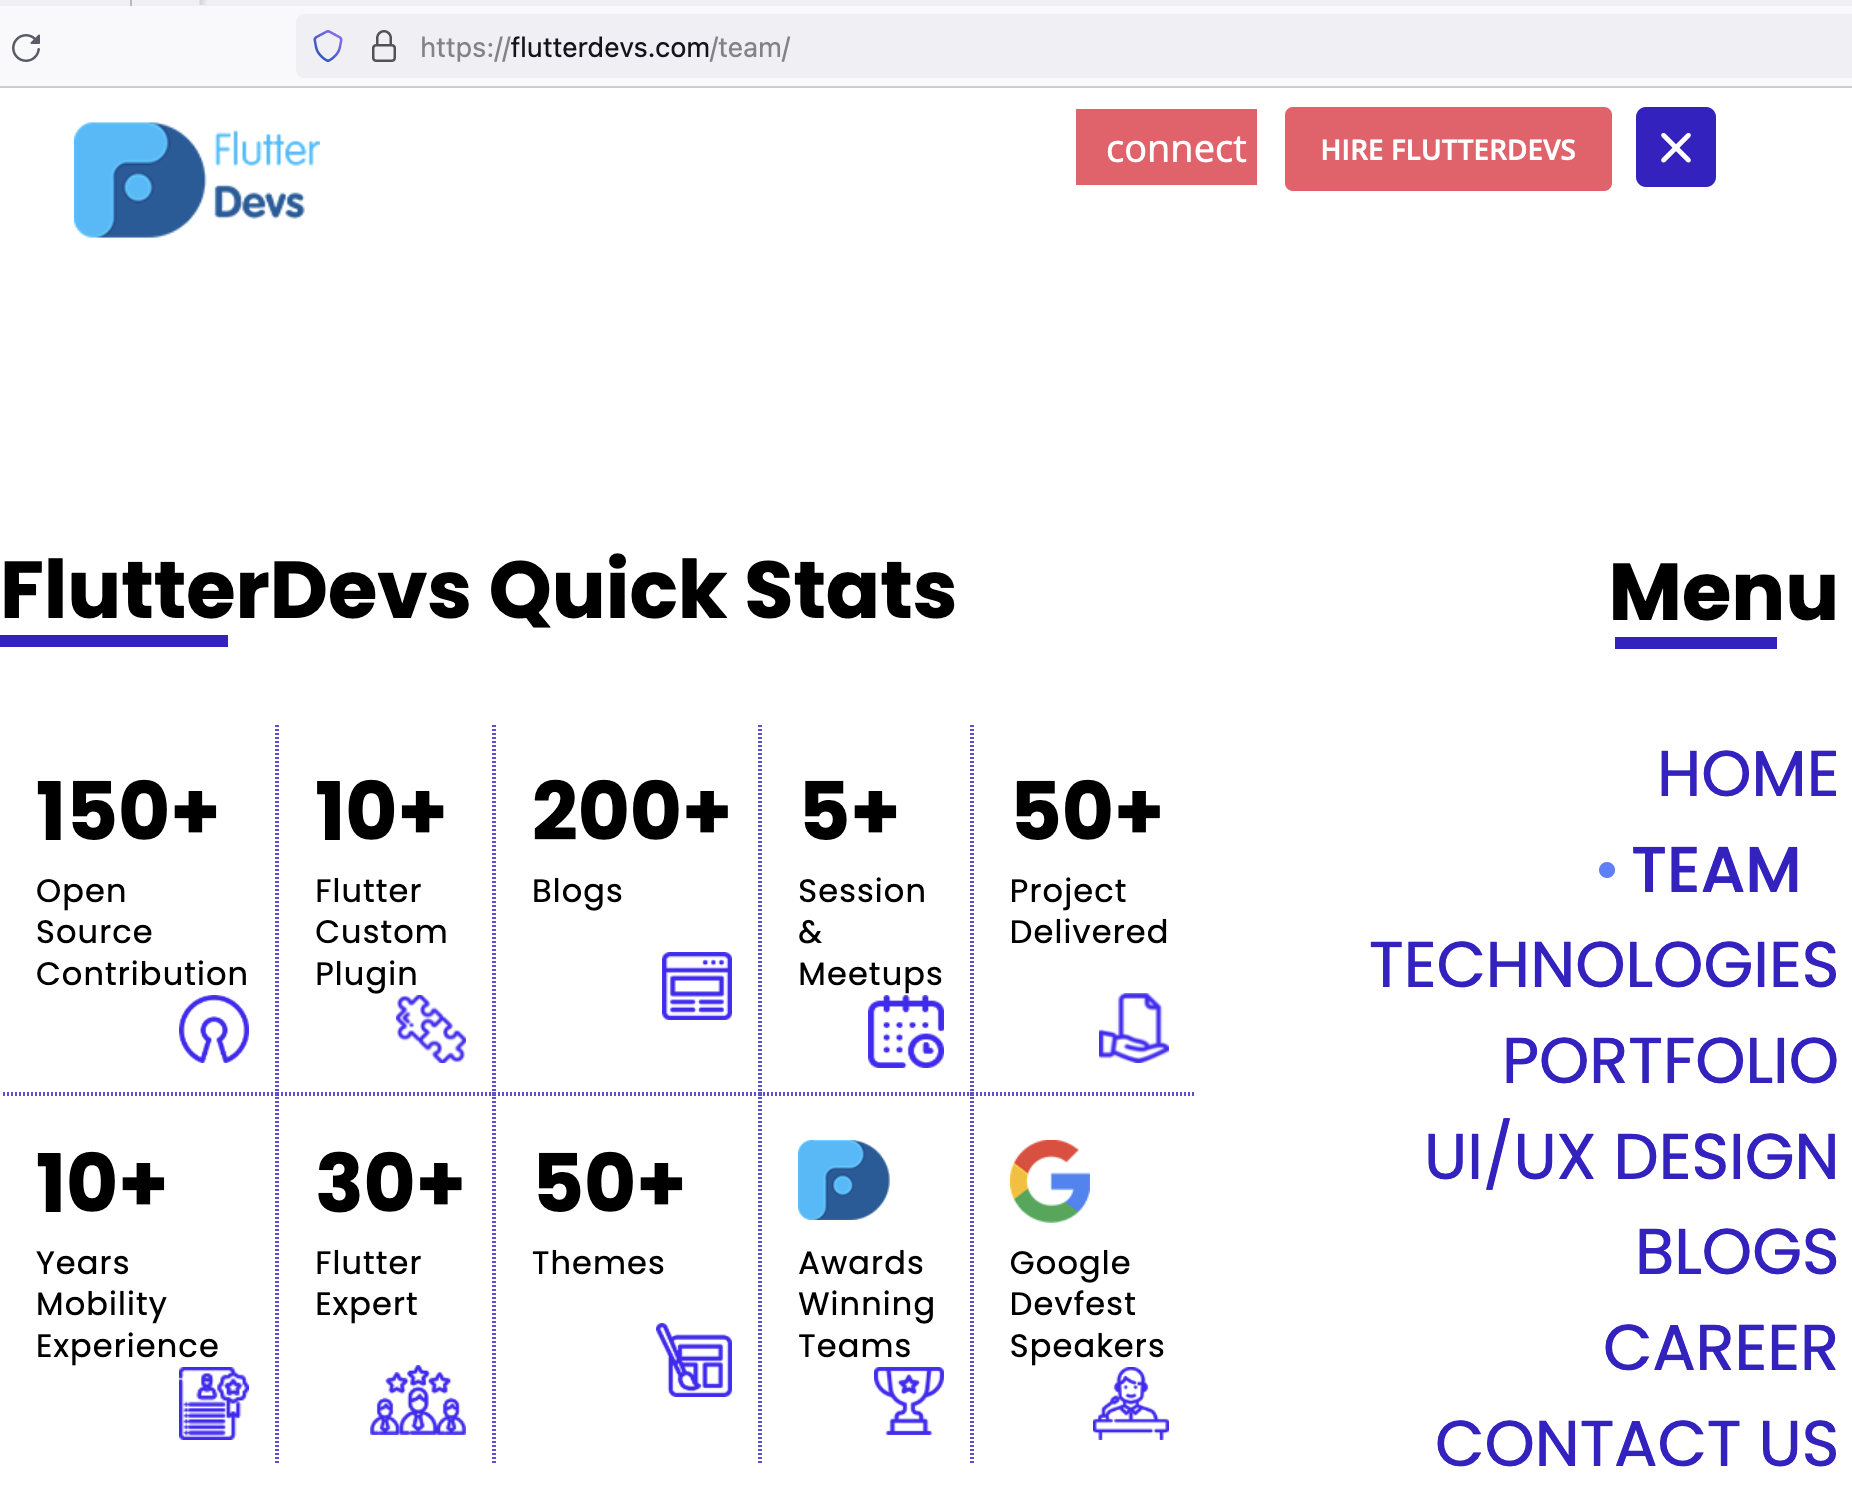 https://flutterdevs.com/team/
Flutter
Devs
connect
HIRE FLUTTERDEVS
FlutterDevs Quick Stats
150+
Open
Source
Contribution
10+
Flutter
Custom
Plugin
200+
Blogs
5+
Session
&
Meetups
50+
Project
Delivered
10+
Years
Mobility
Experience
30+
Flutter
Expert
50+
Themes
Awards
Winning
Teams
Google
Devfest
Speakers
Menu
HOME
• TEAM
TECHNOLOGIES
PORTFOLIO
UI/UX DESIGN
BLOGS
CAREER
CONTACT US